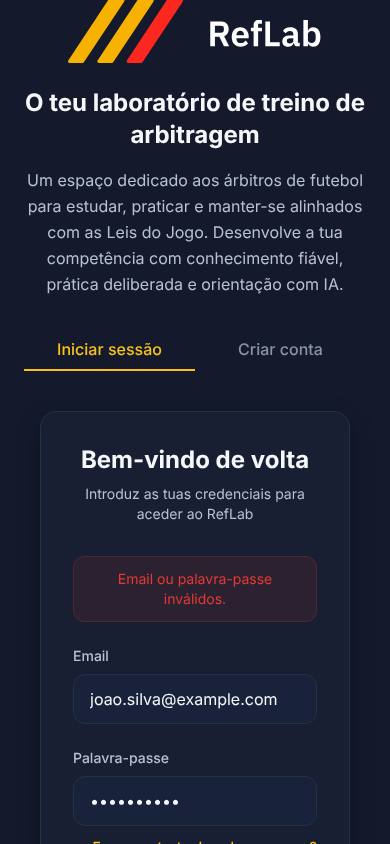 RefLab
O teu laboratório de treino de
arbitragem
Um espaço dedicado aos árbitros de futebol
para estudar, praticar e manter-se alinhados
com as Leis do Jogo. Desenvolve a tua
competência com conhecimento fiável,
prática deliberada e orientação com IA.
Iniciar sessão
Criar conta
Bem-vindo de volta
Introduz as tuas credenciais para
aceder ao RefLab
Email ou palavra-passe
inválidos.
Email
joao.silva@example.com
Palavra-passe
••••••••••